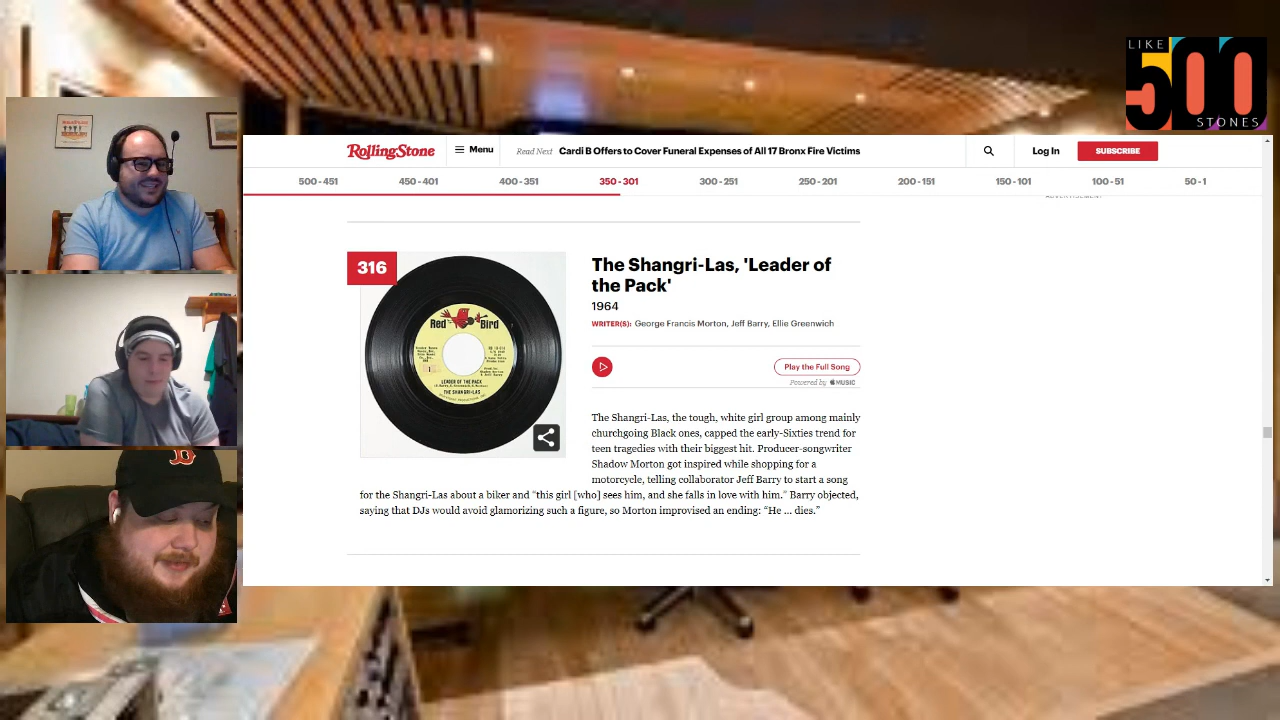 LIKE
500
STONES
RollingStone
Menu
Read Next Cardi B Offers to Cover Funeral Expenses of All 17 Bronx Fire Victims
Log In
SUBSCRIBE
500 - 451 450 - 401 400 - 351 350 - 301 300 - 251 250 - 201 200 - 151 150 - 101 100 - 51 50 - 1
ADVERTISEMENT
316
Red Bird
LEADER OF THE PACK
THE SHANGRI-LAS
The Shangri-Las, 'Leader of
the Pack'
1964
WRITER(S): George Francis Morton, Jeff Barry, Ellie Greenwich
Play the Full Song
Powered by MUSIC
The Shangri-Las, the tough, white girl group among mainly
churchgoing Black ones, capped the early-Sixties trend for
teen tragedies with their biggest hit. Producer-songwriter
Shadow Morton got inspired while shopping for a
motorcycle, telling collaborator Jeff Barry to start a song
for the Shangri-Las about a biker and “this girl [who] sees him, and she falls in love with him.” Barry objected,
saying that DJs would avoid glamorizing such a figure, so Morton improvised an ending: “He ... dies.”
B